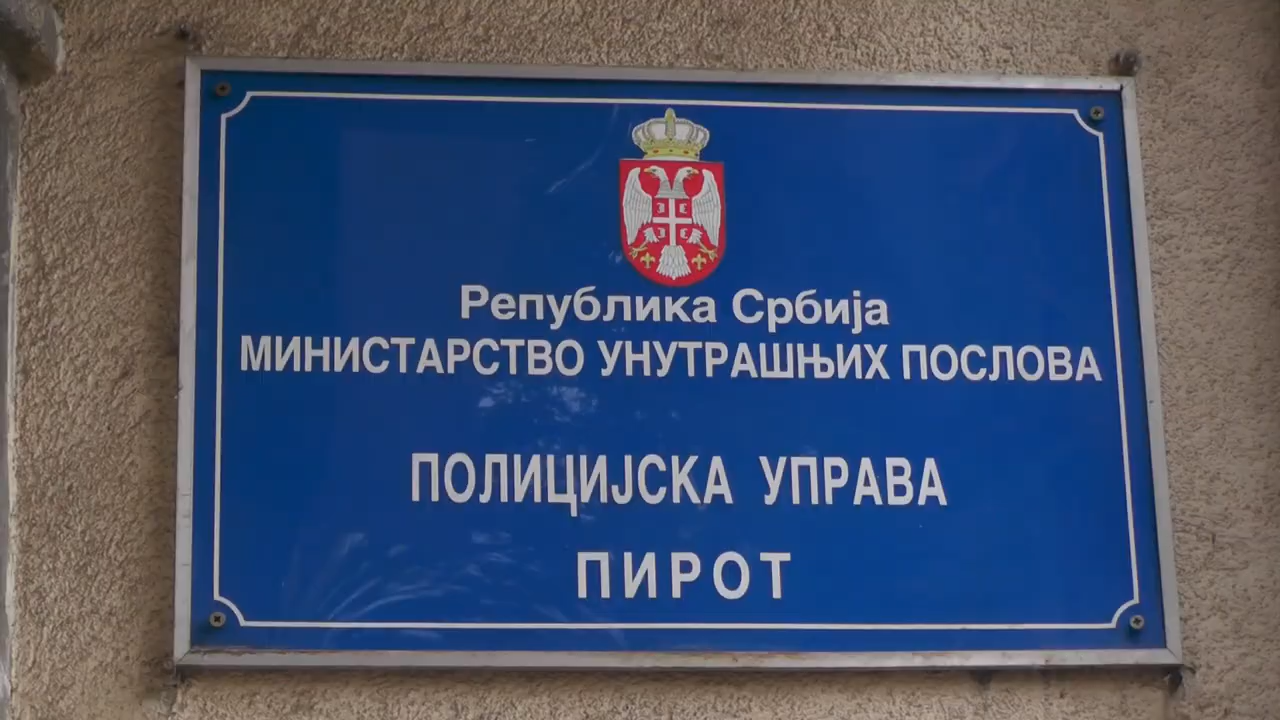 Република Србија
МИНИСТАРСТВО УНУТРАШЊИХ ПОСЛОВА
ПОЛИЦИЈСКА УПРАВА
ПИРОТ